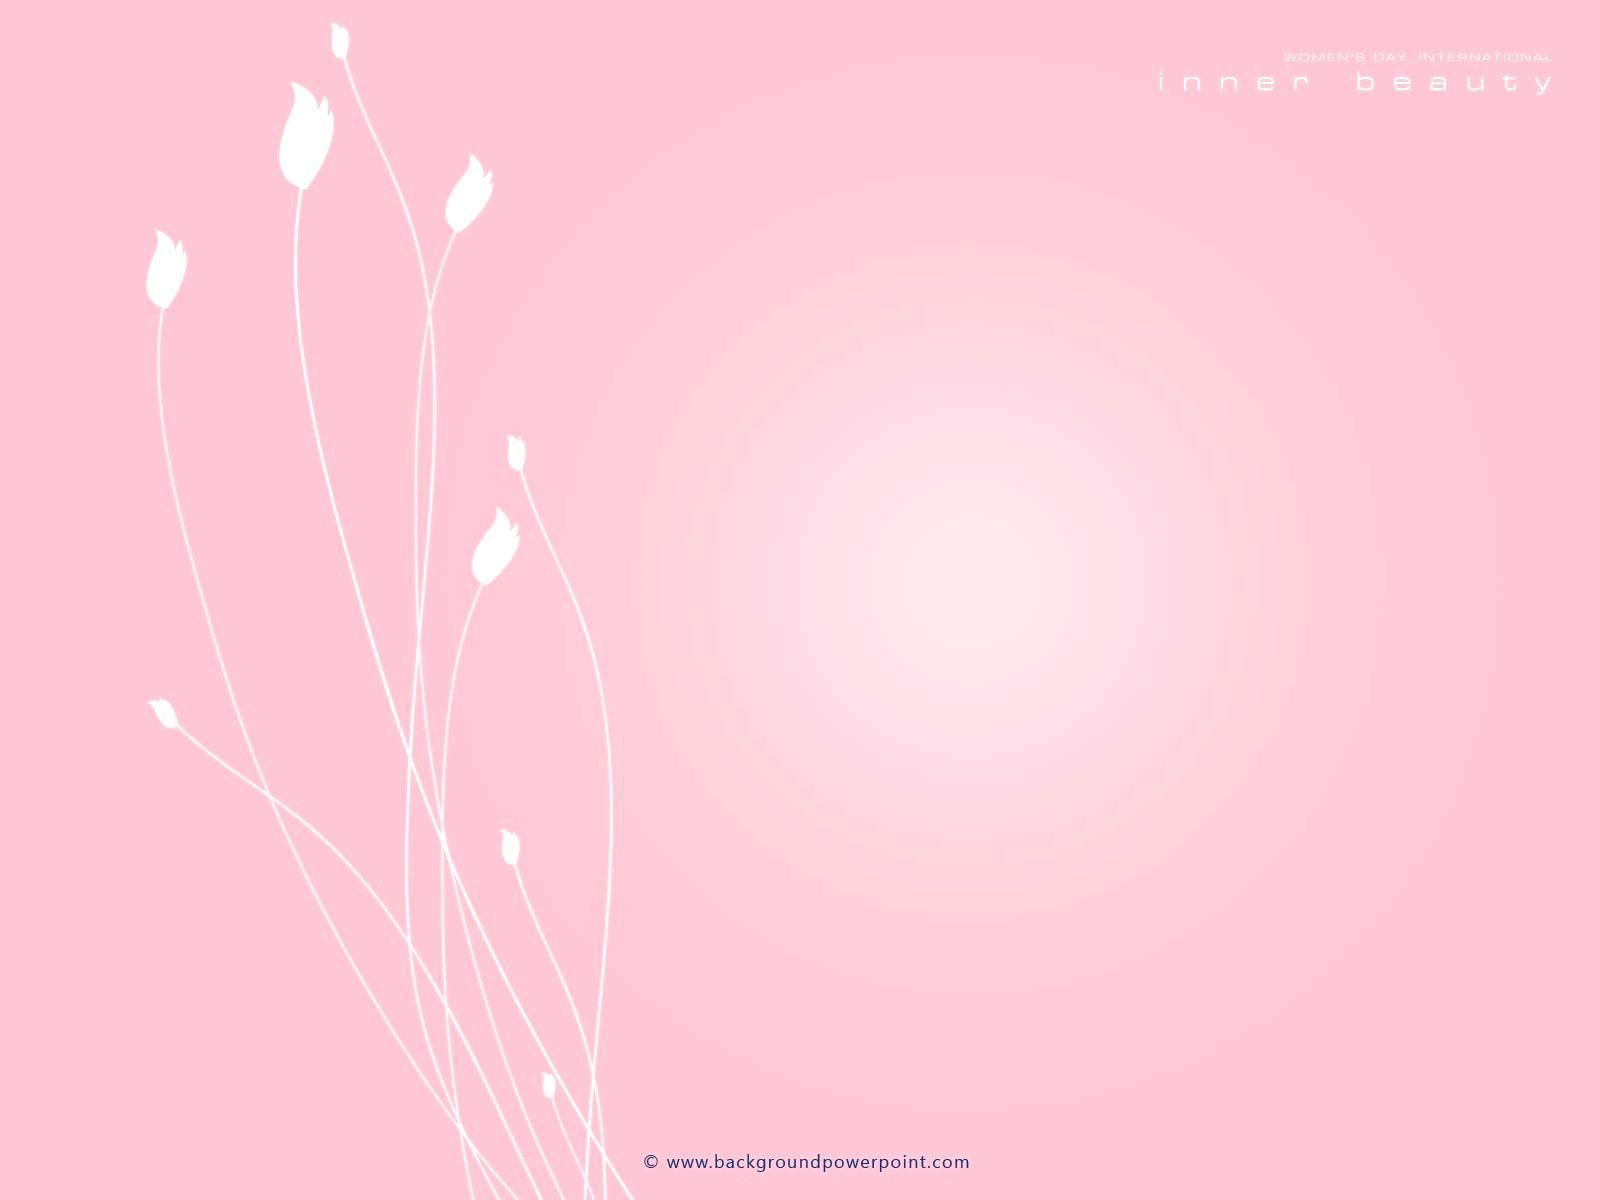 WOMEN'S DAY. INTERNATIONAL
inner beauty
© www.backgroundpowerpoint.com